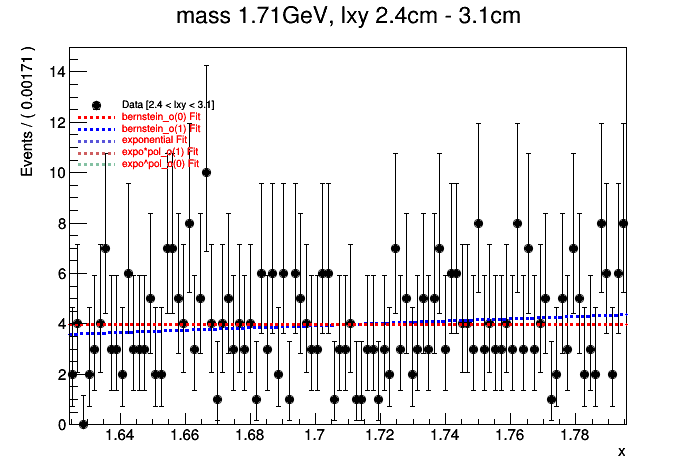 mass 1.71GeV, lxy 2.4cm - 3.1cm
Events / ( 0.00171 )
14
12
10
8
6
4
2
0
Data [2.4 < lxy < 3.1]
bernstein_o(0) Fit
bernstein_o(1) Fit
exponential Fit
expo*pol_o(1) Fit
expo^pol_o(0) Fit
1.64 1.66 1.68 1.7 1.72 1.74 1.76 1.78
x